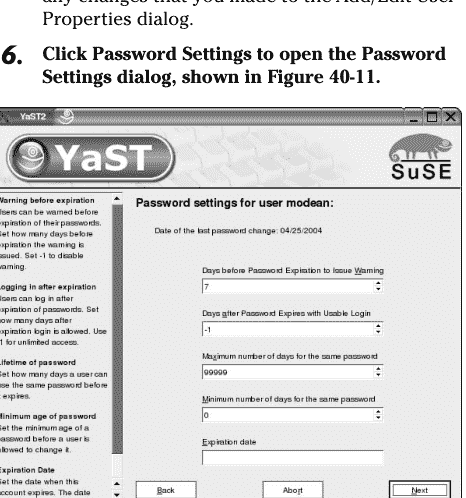 any changes that you made to the Add/Edit User
Properties dialog.
6. Click Password Settings to open the Password
Settings dialog, shown in Figure 40-11.
YaST2
YaST
SuSE
Warning before expiration
Users can be warned before
expiration of their passwords.
Set how many days before
expiration the warning is
issued. Set -1 to disable
warning.
Logging in after expiration
Users can log in after
expiration of passwords. Set
how many days after
expiration login is allowed. Use
-1 for unlimited access.
Lifetime of password
Set how many days a user can
use the same password before
it expires.
Minimum age of password
Set the minimum age of a
password before a user is
allowed to change it.
Expiration Date
Set the date when this
account expires. The date
Password settings for user modean:
Date of the last password change: 04/25/2004
Days before Password Expiration to Issue Warning
7
Days after Password Expires with Usable Login
-1
Maximum number of days for the same password
99999
Minimum number of days for the same password
0
Expiration date
Back
Abort
Next